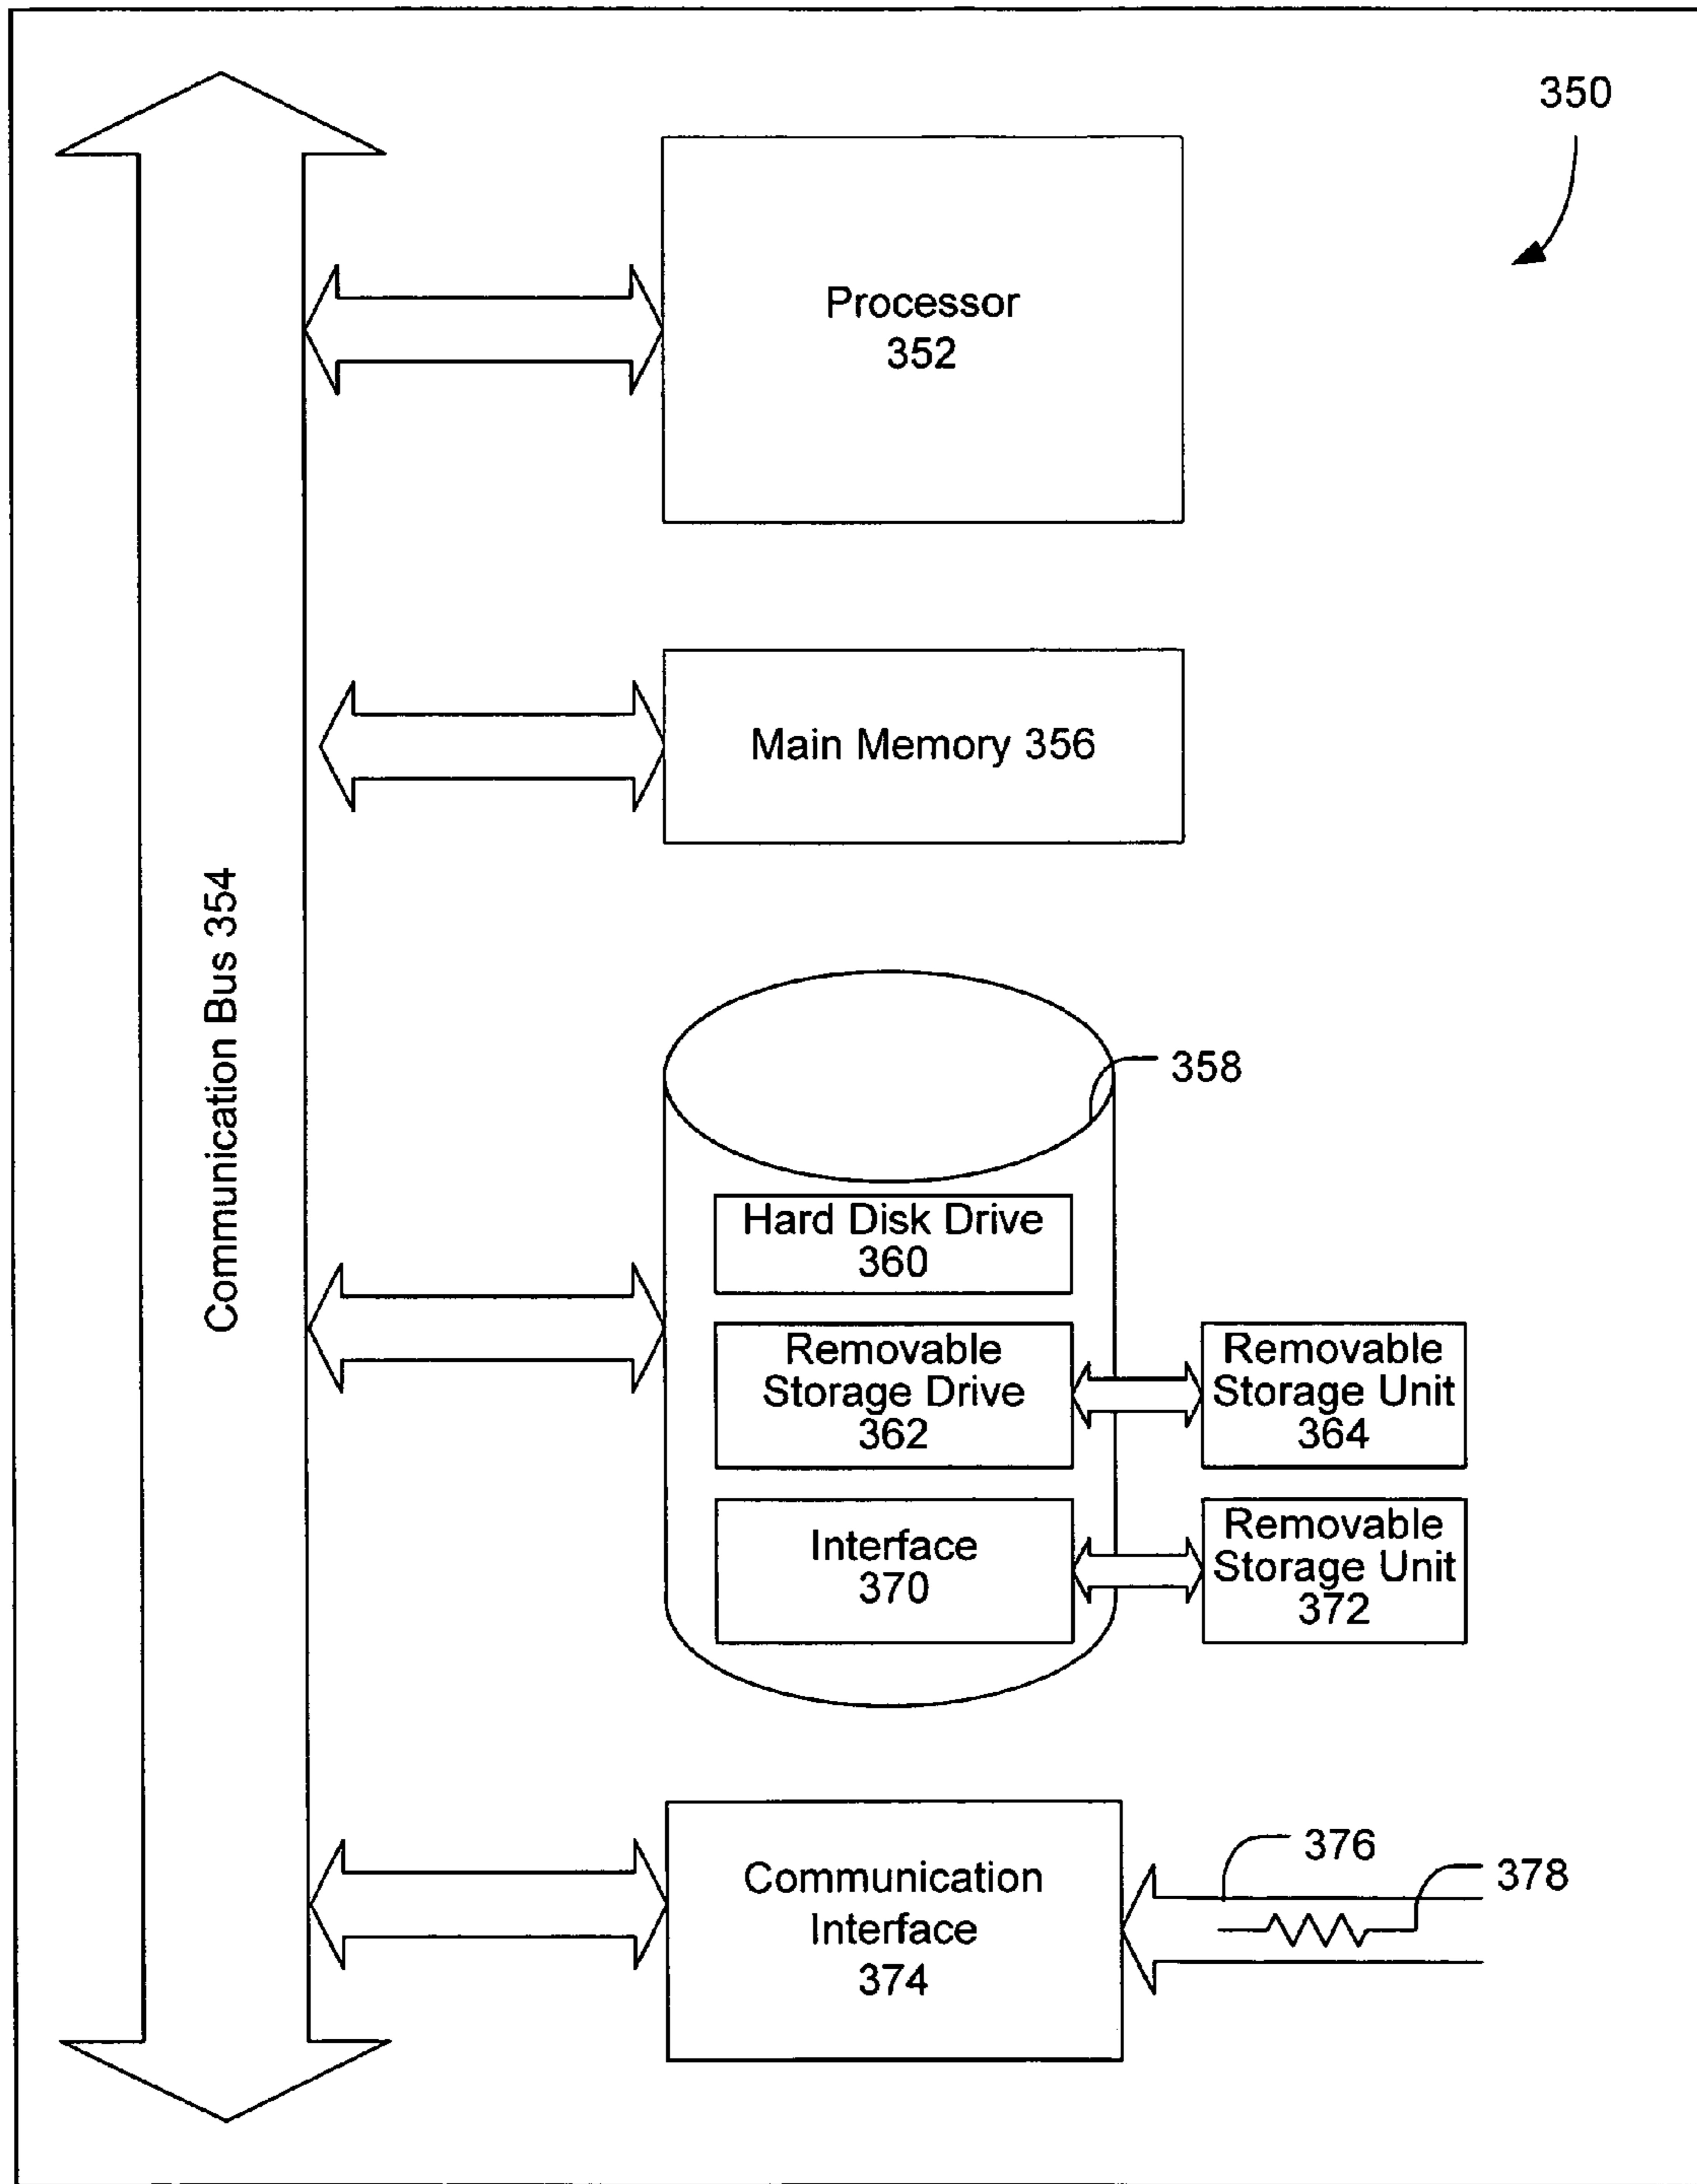 350
Processor
352
Main Memory 356
Communication Bus 354
358
Hard Disk Drive
360
Removable
Storage Drive
362
Removable
Storage Unit
364
Interface
370
Removable
Storage Unit
372
Communication
Interface
374
376
378